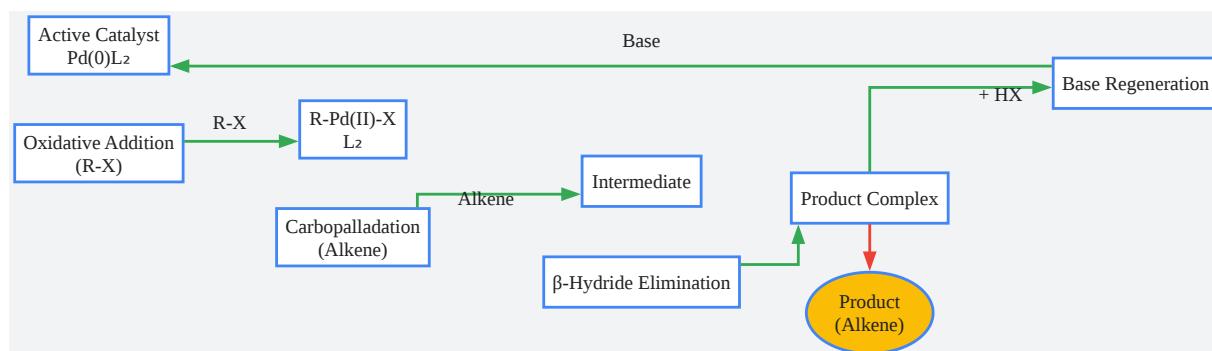 Active Catalyst
Pd(0)L₂
Base
Base Regeneration
+ HX
Oxidative Addition
(R-X)
R-X
R-Pd(II)-X
L₂
Carbopalladation
(Alkene)
Alkene
Intermediate
Product Complex
β-Hydride Elimination
Product
(Alkene)